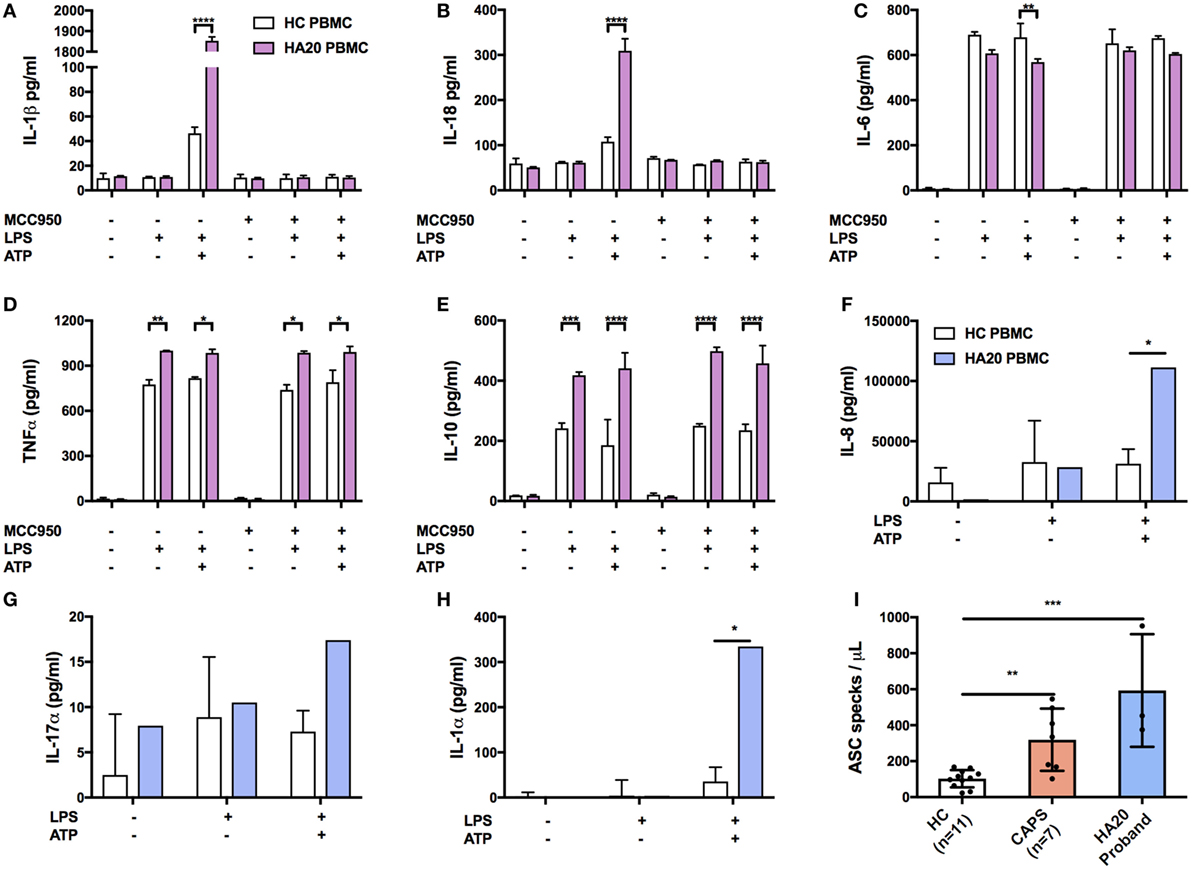 A
IL-1β pg/ml
2000
1900
1800
100
80
60
40
20
0
****
HC PBMC
HA20 PBMC
MCC950 - - - + + +
LPS - + + - + +
ATP - - + - - +
B
IL-18 pg/ml
400
300
200
100
0
****
MCC950 - - - + + +
LPS - + + - + +
ATP - - + - - +
C
IL-6 (pg/ml)
800
600
400
200
0
**
MCC950 - - - + + +
LPS - + + - + +
ATP - - + - - +
D
TNFα (pg/ml)
1200
900
600
300
0
** * * *
MCC950 - - - + + +
LPS - + + - + +
ATP - - + - - +
E
IL-10 (pg/ml)
600
400
200
0
*** **** **** ****
MCC950 - - - + + +
LPS - + + - + +
ATP - - + - - +
F
IL-8 (pg/ml)
150000
100000
50000
0
HC PBMC
HA20 PBMC
*
LPS - + +
ATP - - +
G
IL-17α (pg/ml)
20
15
10
5
0
LPS - + +
ATP - - +
H
IL-1α (pg/ml)
400
300
200
100
0
*
LPS - + +
ATP - - +
I
ASC specks / μL
1000
800
600
400
200
0
***
**
HC
(n=11)
CAPS
(n=7)
HA20
Proband